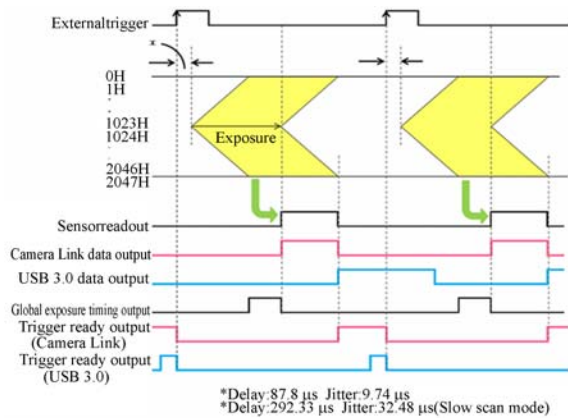 Externaltrigger
*
0H
1H
1023H
1024H
Exposure
2046H
2047H
Sensorreadout
Camera Link data output
USB 3.0 data output
Global exposure timing output
Trigger ready output
(Camera Link)
Trigger ready output
(USB 3.0)
*Delay:87.8 μs Jitter:9.74 μs
*Delay:292.33 μs Jitter:32.48 μs(Slow scan mode)